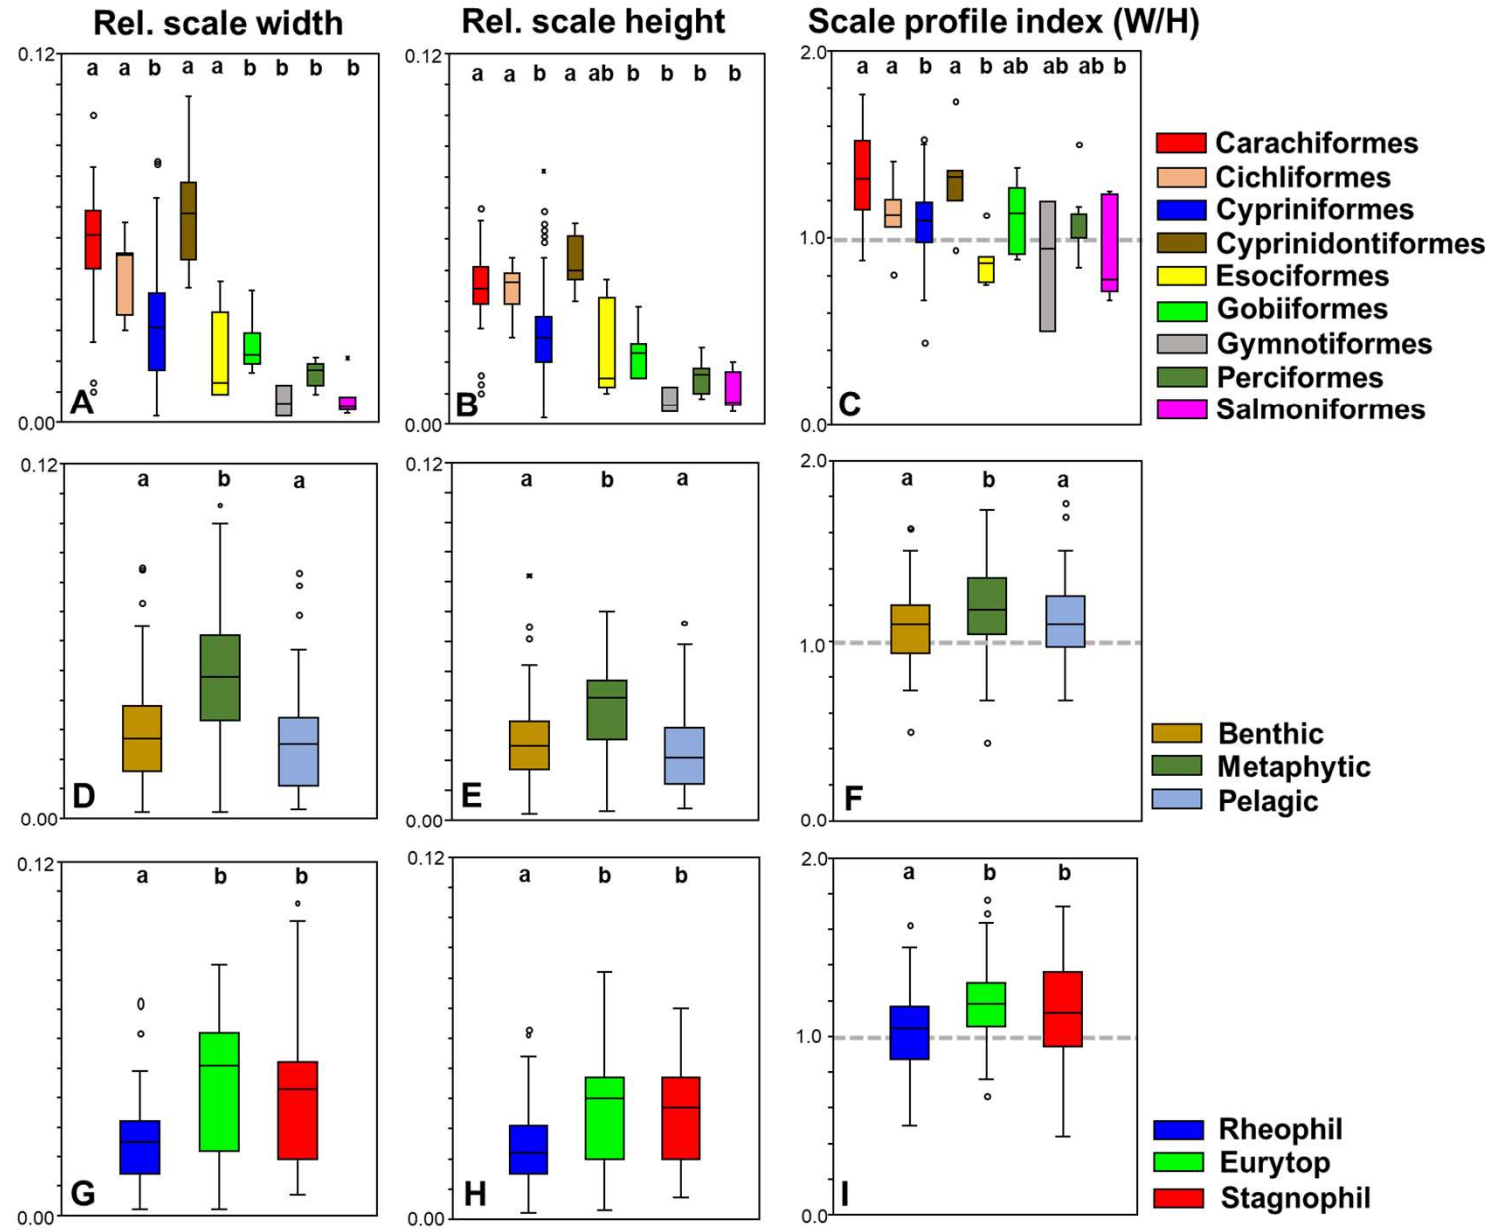 Rel. scale width
Rel. scale height
Scale profile index (W/H)
0.12
a a b a a b b b b
0.00
A
0.12
a a b a ab b b b b
0.00
B
2.0
a a b a b ab ab ab b
1.0
0.0
C
Carachiformes
Cichliformes
Cypriniformes
Cyprinidontiformes
Esociformes
Gobiiformes
Gymnotiformes
Perciformes
Salmoniformes
0.12
a b a
0.00
D
0.12
a b a
0.00
E
2.0
a b a
1.0
0.0
F
Benthic
Metaphytic
Pelagic
0.12
a b b
0.00
G
0.12
a b b
0.00
H
2.0
a b b
1.0
0.0
I
Rheophil
Eurytop
Stagnophil